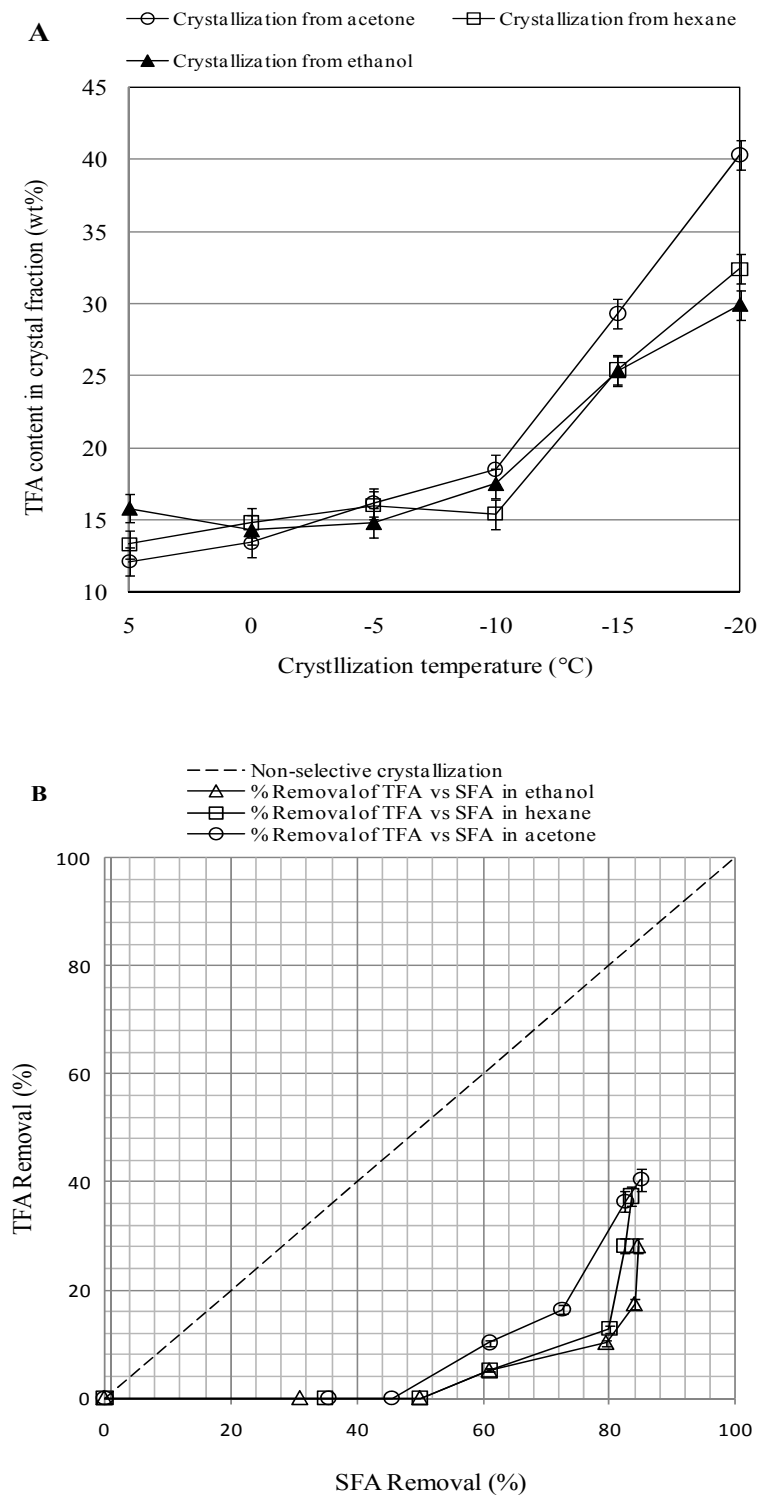 A
Crystallization from acetone
Crystallization from hexane
Crystallization from ethanol
45
40
35
30
25
20
15
10
TFA content in crystal fraction (wt%)
5 0 -5 -10 -15 -20
Crystllization temperature (°C)
B
Non-selective crystallization
% Removal of TFA vs SFA in ethanol
% Removal of TFA vs SFA in hexane
% Removal of TFA vs SFA in acetone
100
80
60
40
20
0
TFA Removal (%)
0 20 40 60 80 100
SFA Removal (%)